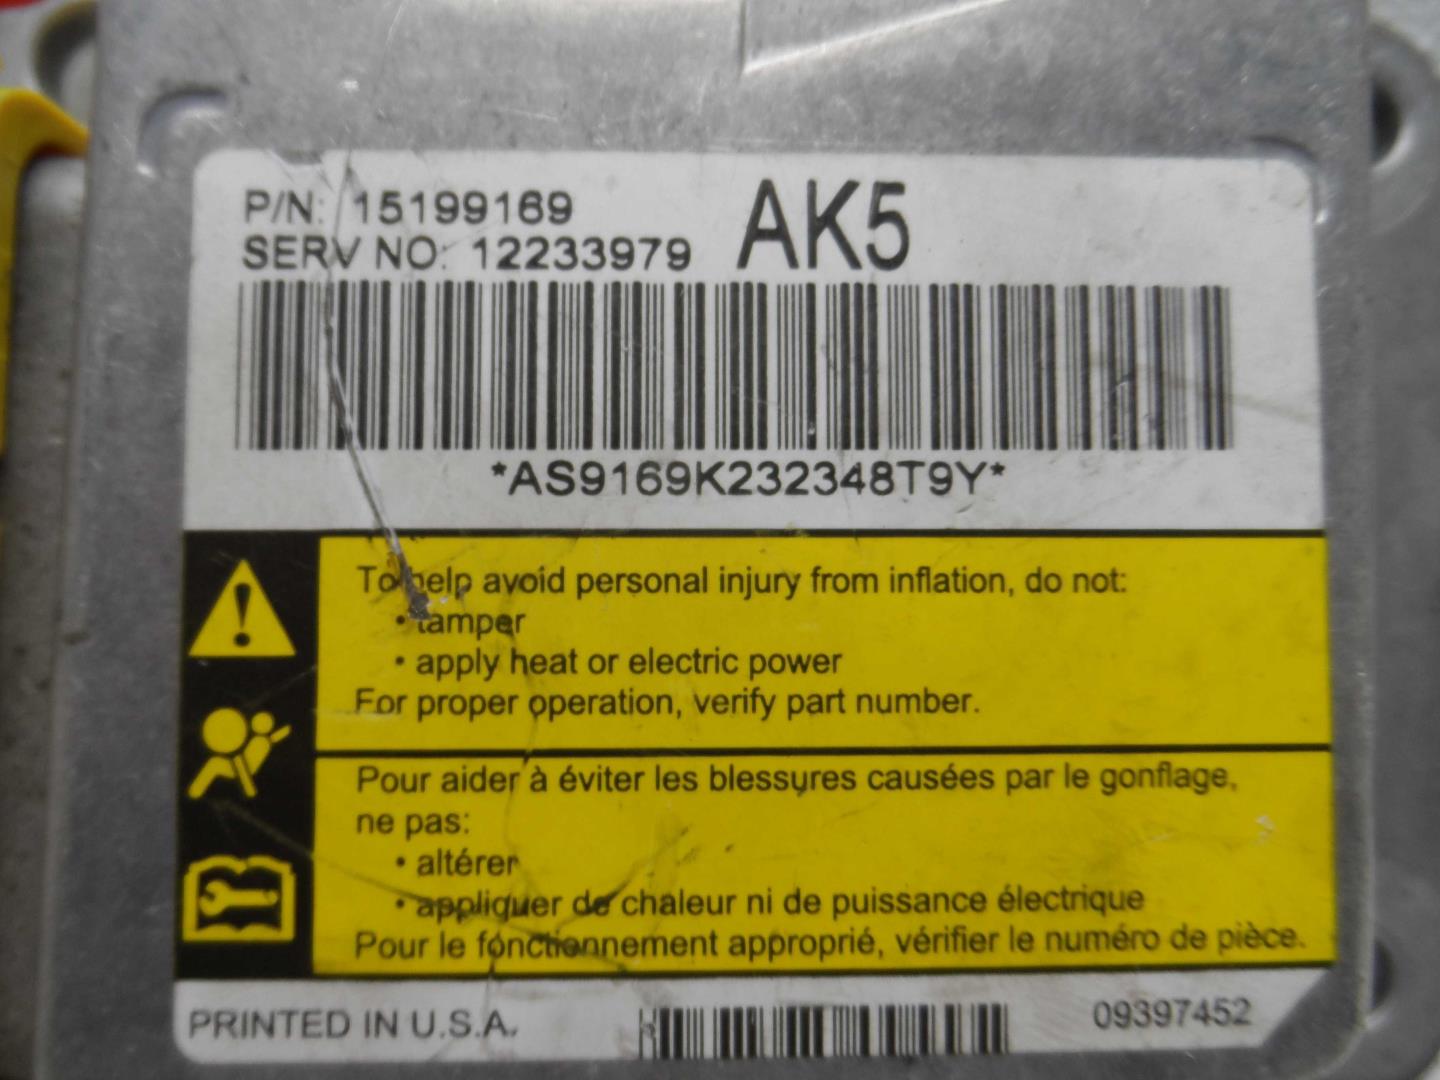 P/N: 15199169
SERV NO: 12233979
AK5
*AS9169K232348T9Y*
To help avoid personal injury from inflation, do not:
• tamper
• apply heat or electric power
For proper operation, verify part number.
Pour aider à éviter les blessures causées par le gonflage,
ne pas:
• altérer
• appliquer de chaleur ni de puissance électrique
Pour le fonctionnement approprié, vérifier le numéro de pièce.
PRINTED IN U.S.A.
09397452